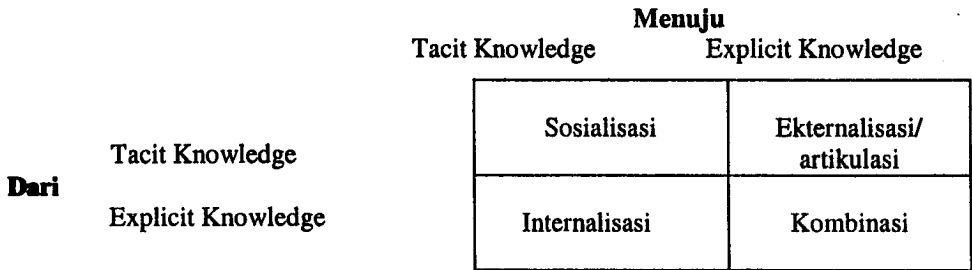 Menuju
Tacit Knowledge Explicit Knowledge
Sosialisasi Ekternalisasi/
artikulasi
Tacit Knowledge
Dari
Explicit Knowledge Internalisasi Kombinasi